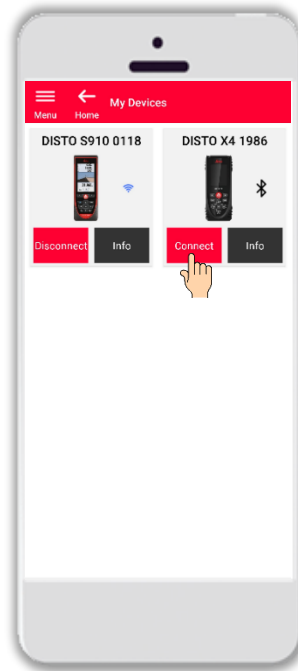 My Devices
Menu Home
DISTO S910 0118
DISTO X4 1986
Disconnect Info
Connect Info